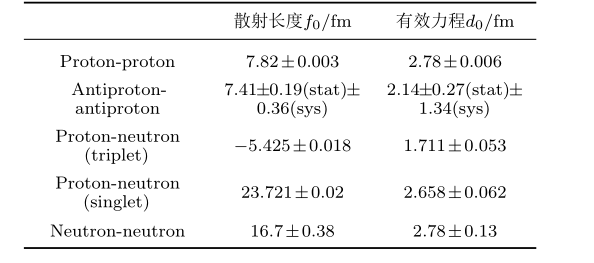 散射长度f₀/fm 有效力程d₀/fm
Proton-proton 7.82±0.003 2.78±0.006
Antiproton- 7.41±0.19(stat)± 2.14±0.27(stat)±
antiproton 0.36(sys) 1.34(sys)
Proton-neutron
(triplet) −5.425±0.018 1.711±0.053
Proton-neutron
(singlet) 23.721±0.02 2.658±0.062
Neutron-neutron 16.7±0.38 2.78±0.13